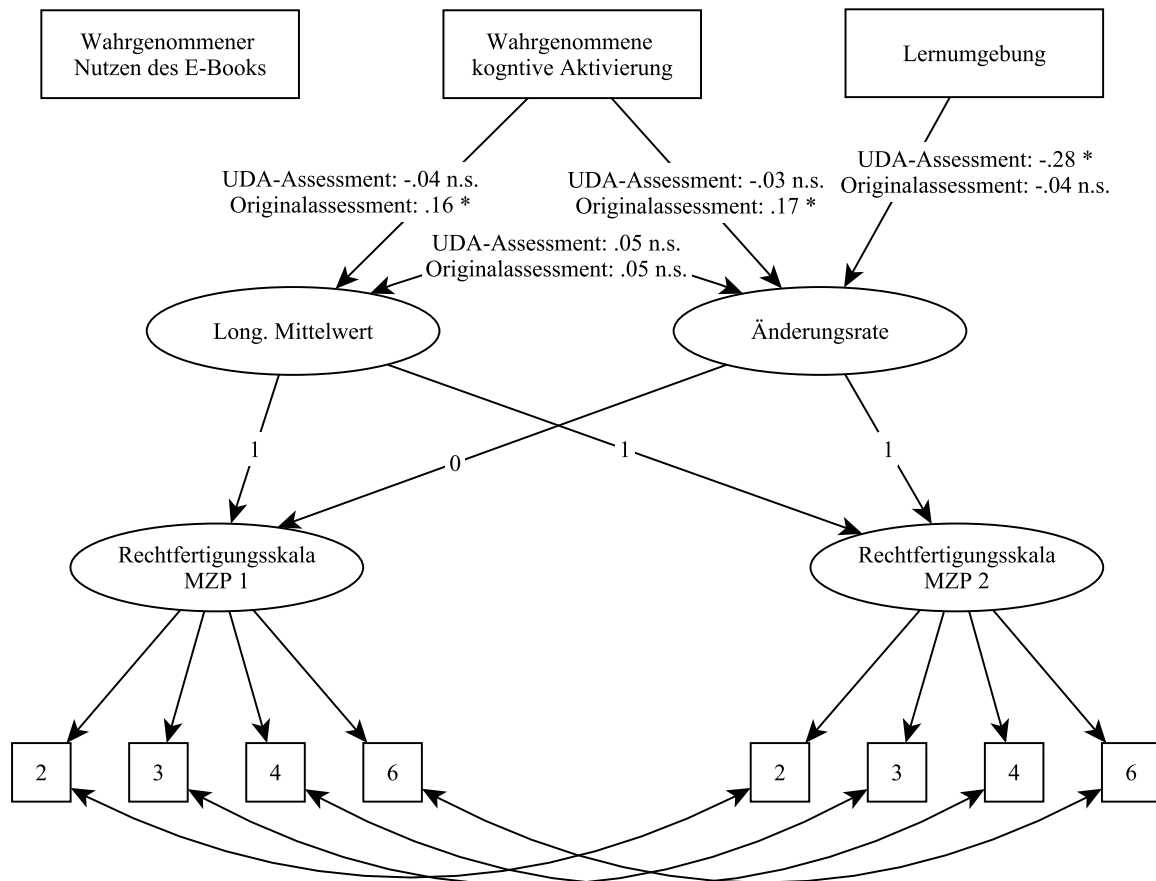 Wahrgenommener
Nutzen des E-Books
Wahrgenommene
kogntive Aktivierung
Lernumgebung
UDA-Assessment: -.04 n.s.
Originalassessment: .16 *
UDA-Assessment: -.03 n.s.
Originalassessment: .17 *
UDA-Assessment: -.28 *
Originalassessment: -.04 n.s.
UDA-Assessment: .05 n.s.
Originalassessment: .05 n.s.
Long. Mittelwert
Änderungsrate
1
0
1
1
Rechtfertigungsskala
MZP 1
Rechtfertigungsskala
MZP 2
2
3
4
6
2
3
4
6